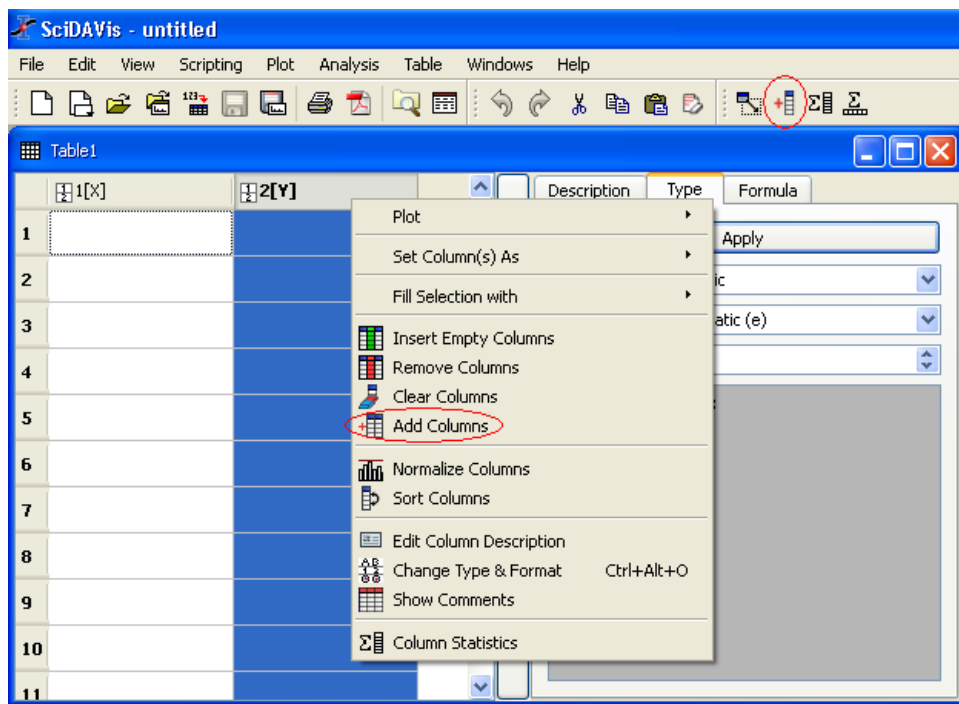 SciDAVis - untitled
File Edit View Scripting Plot Analysis Table Windows Help
Table1
1[X] 2[Y] Description Type Formula
Plot
1 Apply
Set Column(s) As
2 ic
Fill Selection with
3 atic (e)
Insert Empty Columns
4 Remove Columns
Clear Columns
5 Add Columns
6 Normalize Columns
7 Sort Columns
8 Edit Column Description
Change Type & Format Ctrl+Alt+O
9 Show Comments
10 Column Statistics
11